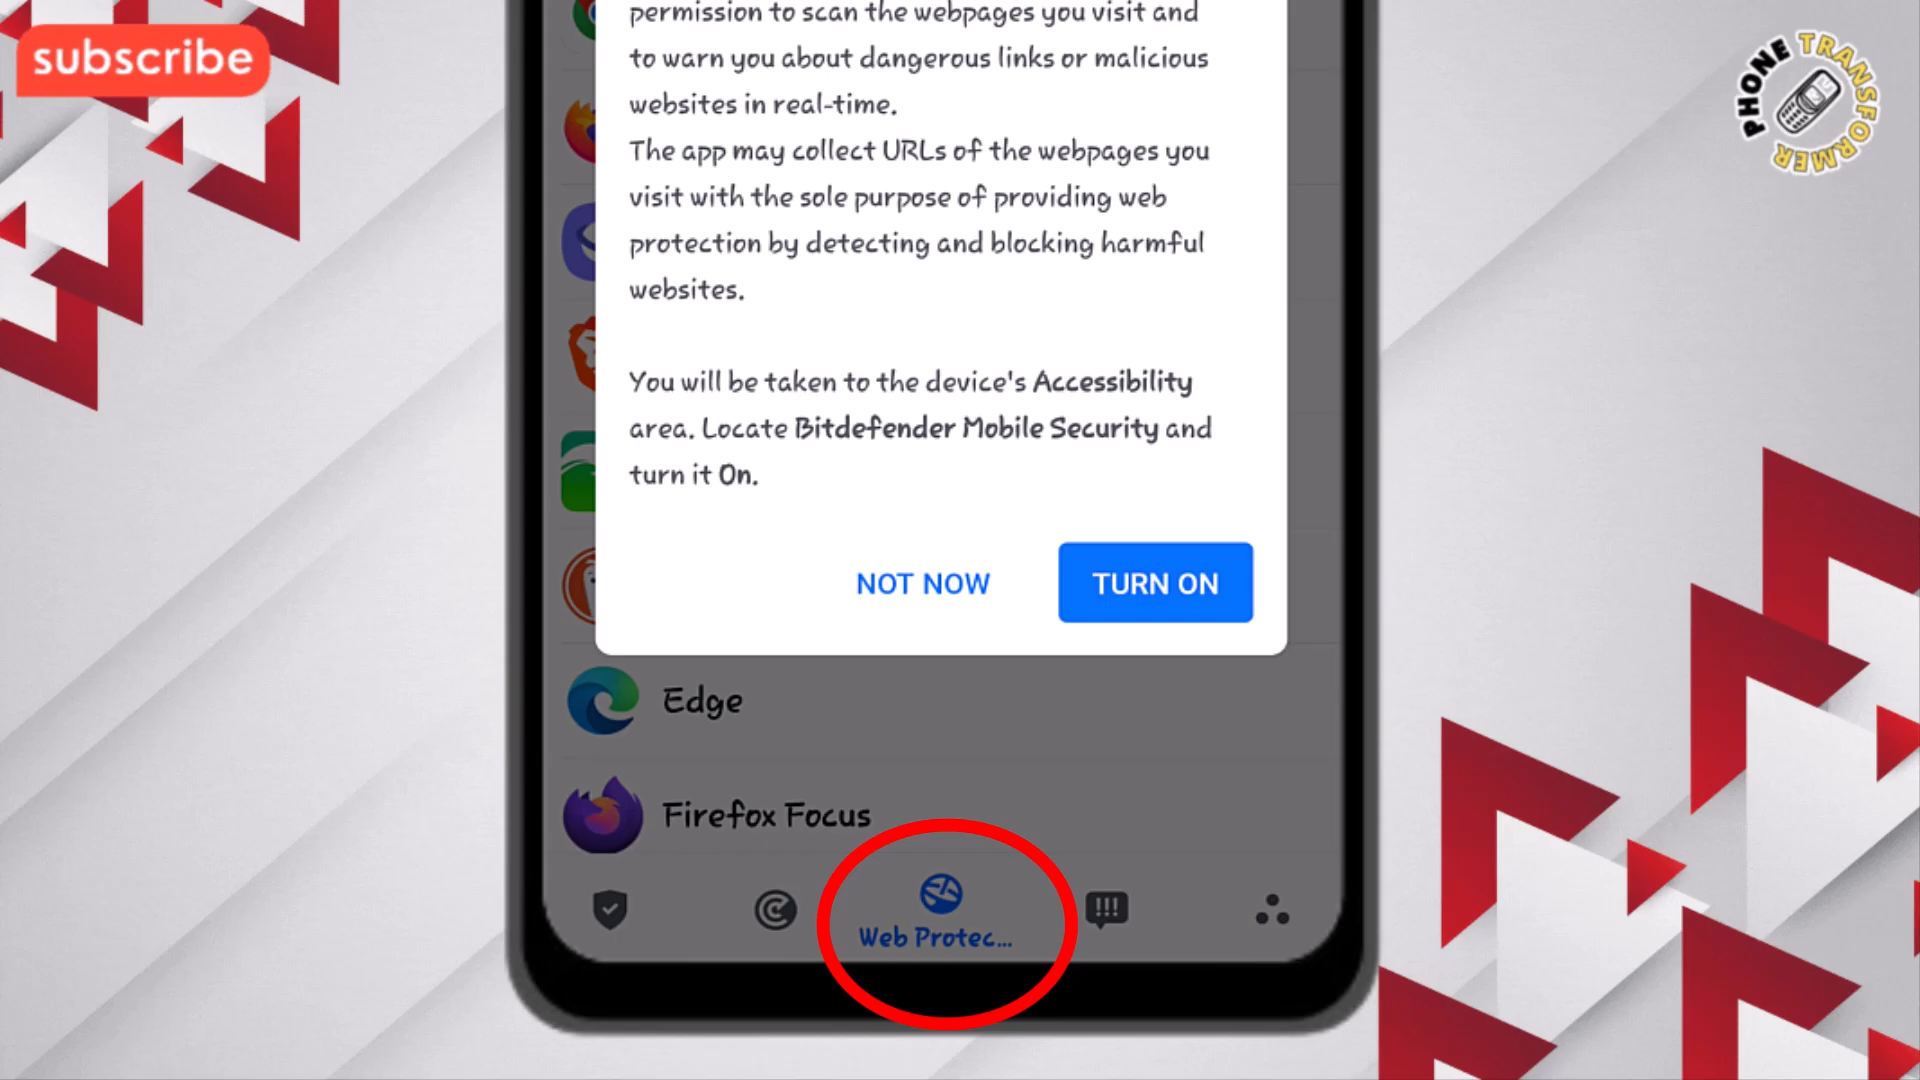 subscribe
PHONE TRANSFORMER
permission to scan the webpages you visit and
to warn you about dangerous links or malicious
websites in real-time.
The app may collect URLs of the webpages you
visit with the sole purpose of providing web
protection by detecting and blocking harmful
websites.
You will be taken to the device's Accessibility
area. Locate Bitdefender Mobile Security and
turn it On.
NOT NOW
TURN ON
Edge
Firefox Focus
Web Protec...